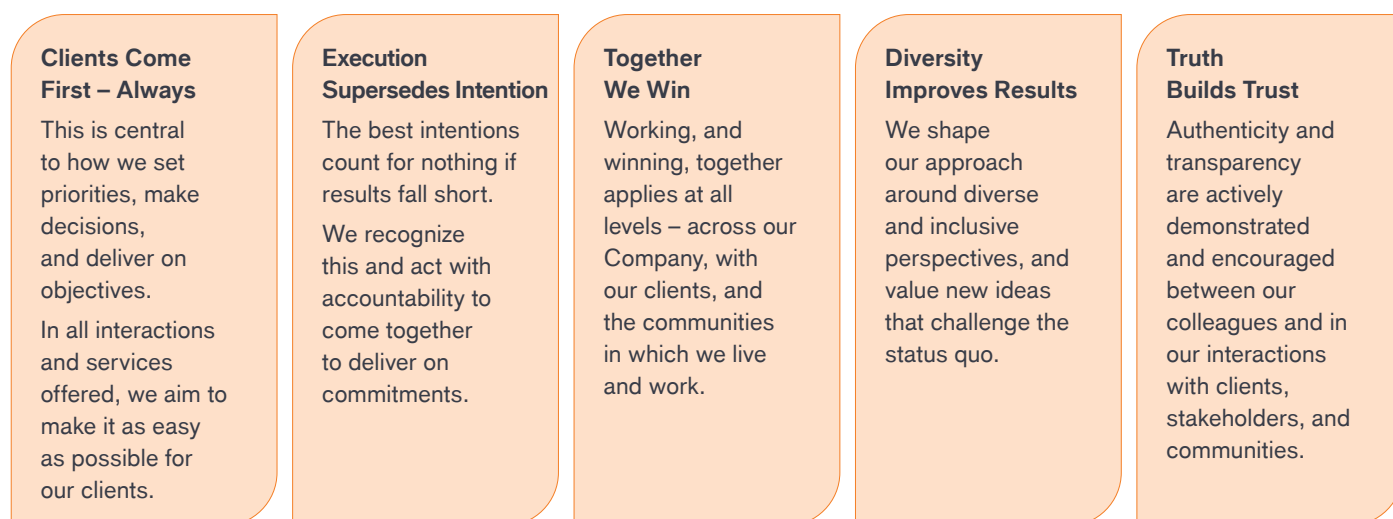 Clients Come
First – Always
This is central
to how we set
priorities, make
decisions,
and deliver on
objectives.
In all interactions
and services
offered, we aim to
make it as easy
as possible for
our clients.
Execution
Supersedes Intention
The best intentions
count for nothing if
results fall short.
We recognize
this and act with
accountability to
come together
to deliver on
commitments.
Together
We Win
Working, and
winning, together
applies at all
levels – across our
Company, with
our clients, and
the communities
in which we live
and work.
Diversity
Improves Results
We shape
our approach
around diverse
and inclusive
perspectives, and
value new ideas
that challenge the
status quo.
Truth
Builds Trust
Authenticity and
transparency
are actively
demonstrated
and encouraged
between our
colleagues and in
our interactions
with clients,
stakeholders, and
communities.